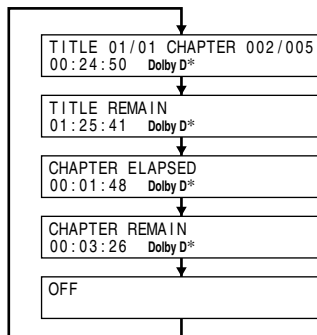 TITLE 01/01 CHAPTER 002/005
00:24:50 Dolby D*
TITLE REMAIN
01:25:41 Dolby D*
CHAPTER ELAPSED
00:01:48 Dolby D*
CHAPTER REMAIN
00:03:26 Dolby D*
OFF